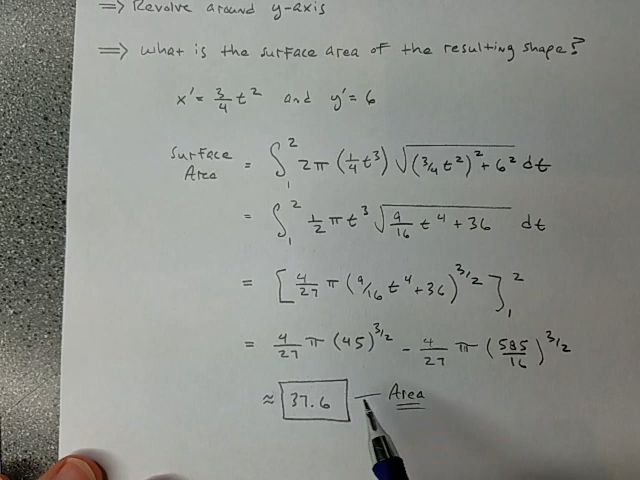 ⇒ Revolve around y-axis
⇒ What is the surface area of the resulting shape?
x' = 3/4 t² and y' = 6
Surface Area = ∫₁² 2π (1/4 t³) √((3/4 t²)² + 6²) dt
= ∫₁² 1/2 π t³ √(9/16 t⁴ + 36) dt
= [4/27 π (9/16 t⁴ + 36)^3/2]₁²
= 4/27 π (45)^3/2 − 4/27 π (585/16)^3/2
≈ 37.6 — Area